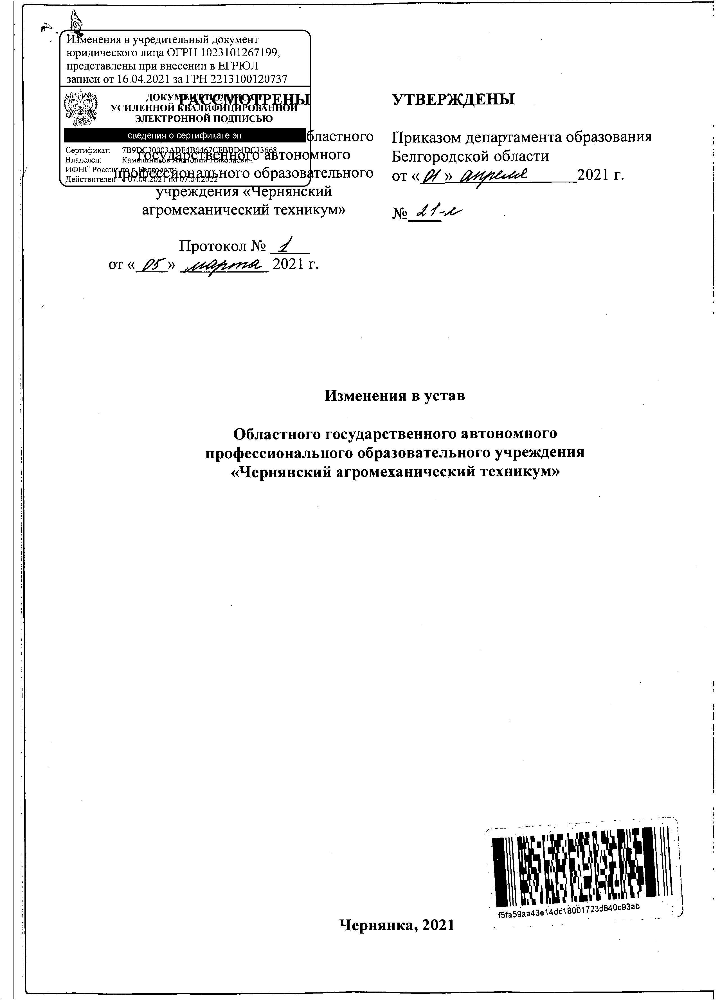 Изменения в учредительный документ
юридического лица ОГРН 1023101267199,
представлены при внесении в ЕГРЮЛ
записи от 16.04.2021 за ГРН 2213100120737
ДОКУМЕНТ ПОДПИСАН
УСИЛЕННОЙ КВАЛИФИЦИРОВАННОЙ
ЭЛЕКТРОННОЙ ПОДПИСЬЮ
сведения о сертификате эп
Сертификат: 7B9DC30003ADE4B0467CEBBD4DC33668
Владелец: Камышников Анатолий Николаевич
ИФНС России по г. Белгороду
Действителен: с 07.04.2021 по 07.04.2022
РАССМОТРЕНЫ
бластного
государственного автономного
профессионального образовательного
учреждения «Чернянский
агромеханический техникум»
Протокол № 1
от « 05 » марта 2021 г.
УТВЕРЖДЕНЫ
Приказом департамента образования
Белгородской области
от « 01 » апреля 2021 г.
№ 21-л
Изменения в устав
Областного государственного автономного
профессионального образовательного учреждения
«Чернянский агромеханический техникум»
f5fa59aa43e14dc18001723d840c93ab
Чернянка, 2021